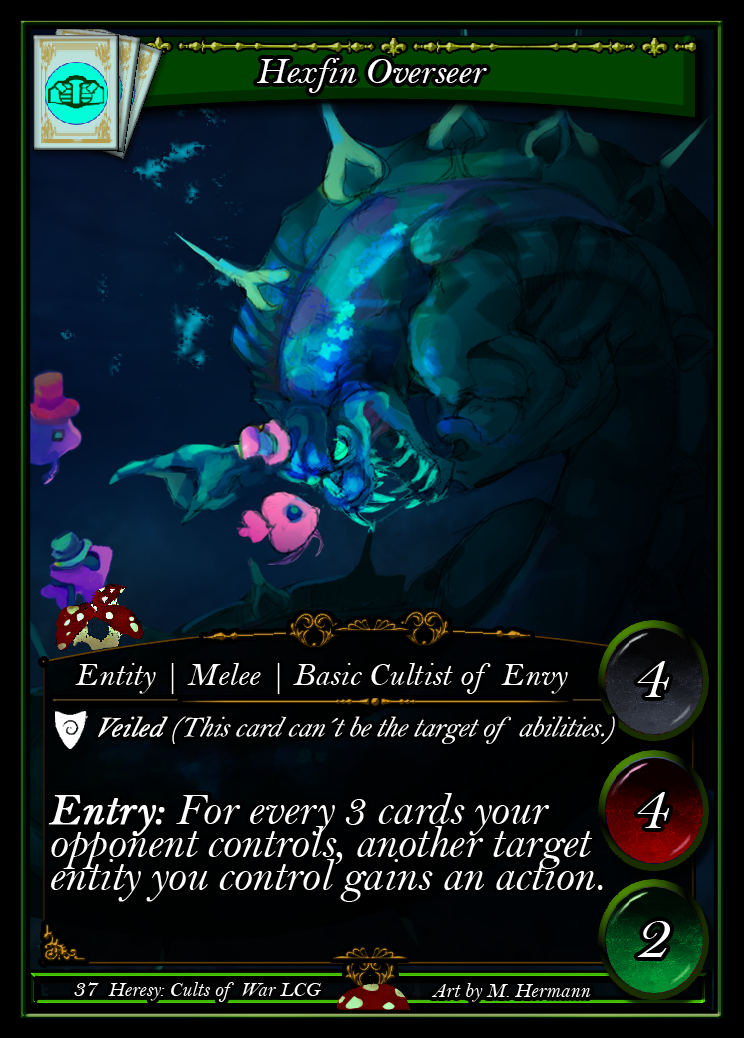 Hexfin Overseer
Entity | Melee | Basic Cultist of Envy
4
Veiled (This card can´t be the target of abilities.)
4
Entry: For every 3 cards your
opponent controls, another target
entity you control gains an action.
2
37 Heresy: Cults of War LCG
Art by M. Hermann